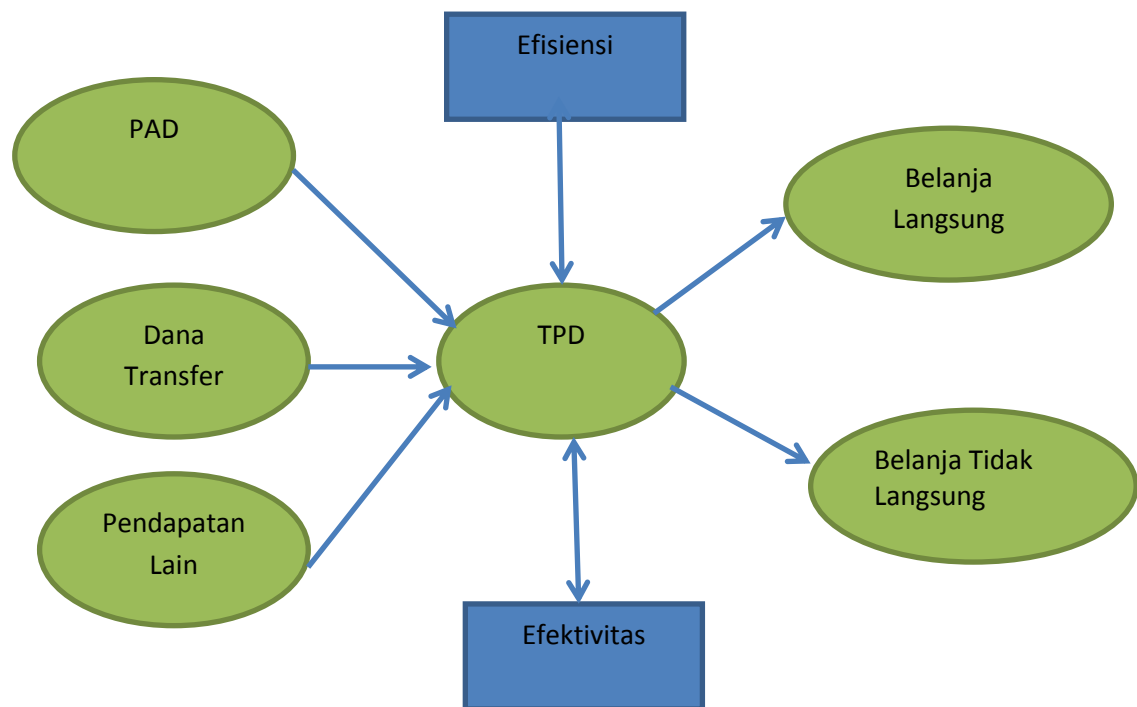 Efisiensi
PAD
Belanja
Langsung
Dana
Transfer
TPD
Belanja Tidak
Langsung
Pendapatan
Lain
Efektivitas